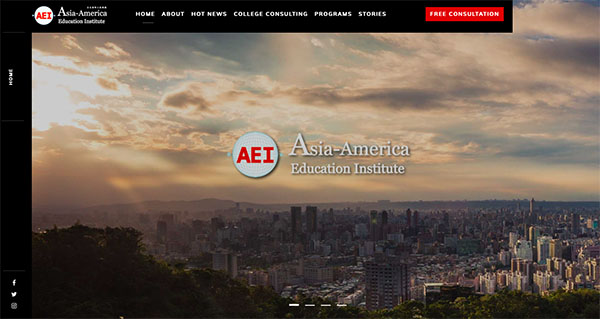 AEI
Asia-America
Education Institute
HOME
ABOUT
HOT NEWS
COLLEGE CONSULTING
PROGRAMS
STORIES
FREE CONSULTATION
HOME
AEI
Asia-America
Education Institute